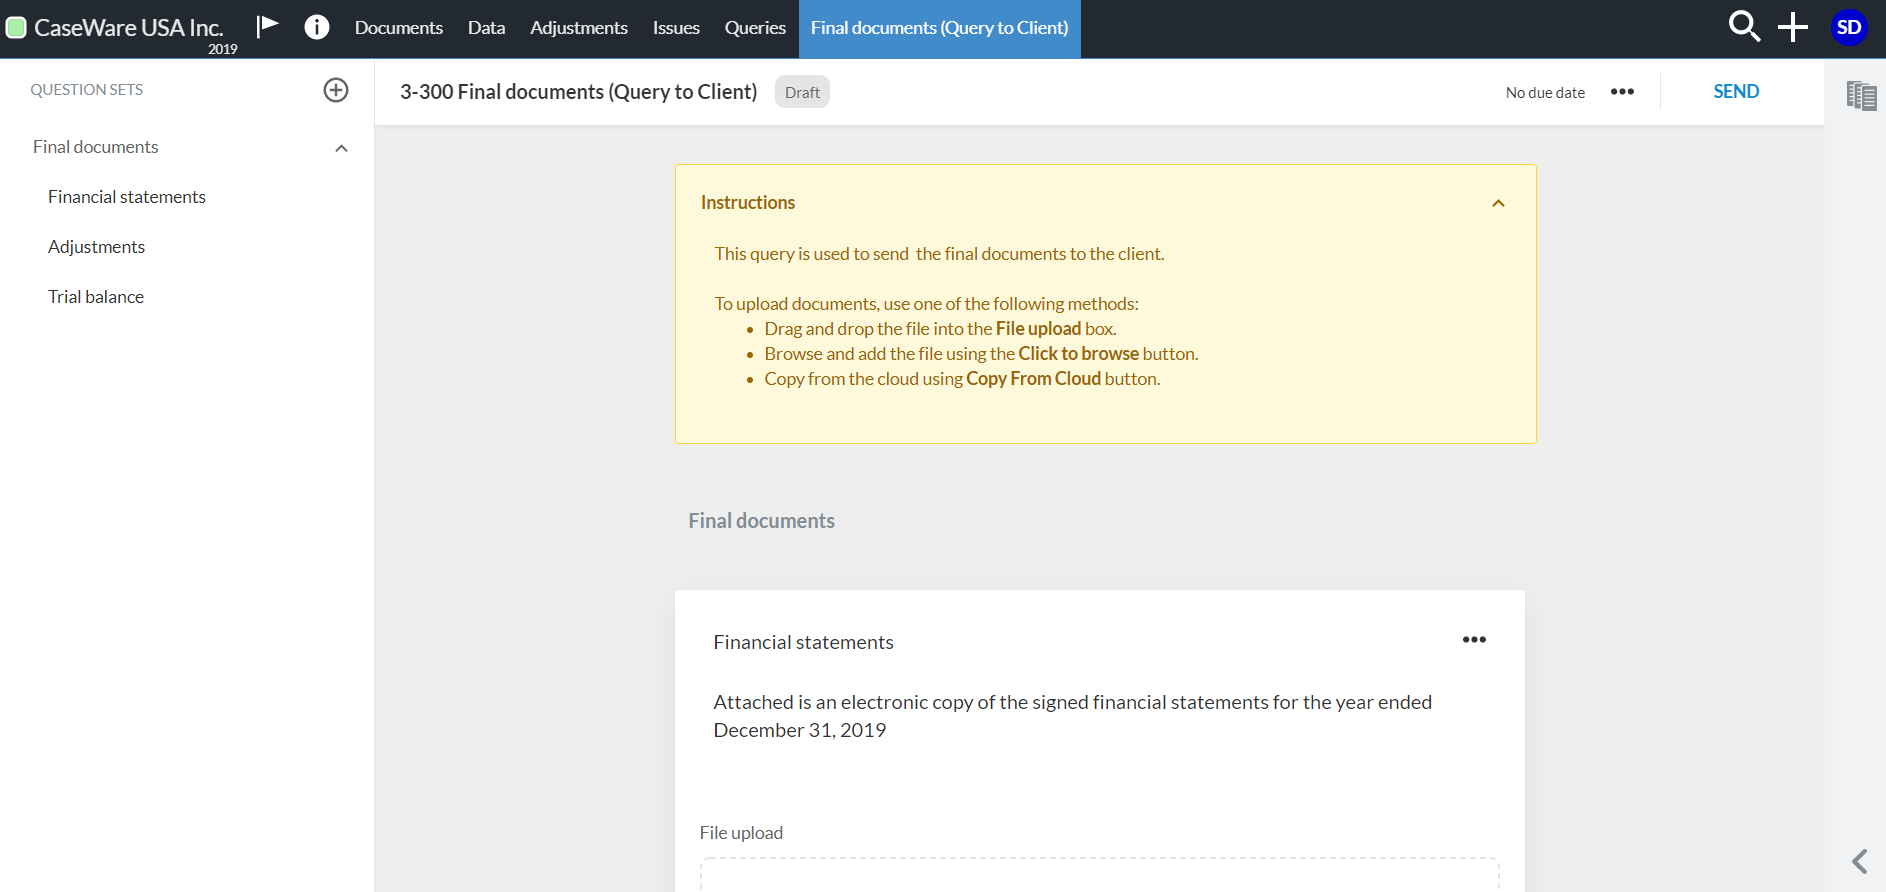 CaseWare USA Inc.
2019
Documents
Data
Adjustments
Issues
Queries
Final documents (Query to Client)
SD
QUESTION SETS
Final documents
Financial statements
Adjustments
Trial balance
3-300 Final documents (Query to Client)
Draft
No due date
SEND
Instructions
This query is used to send  the final documents to the client.
To upload documents, use one of the following methods:
• Drag and drop the file into the File upload box.
• Browse and add the file using the Click to browse button.
• Copy from the cloud using Copy From Cloud button.
Final documents
Financial statements
Attached is an electronic copy of the signed financial statements for the year ended
December 31, 2019
File upload